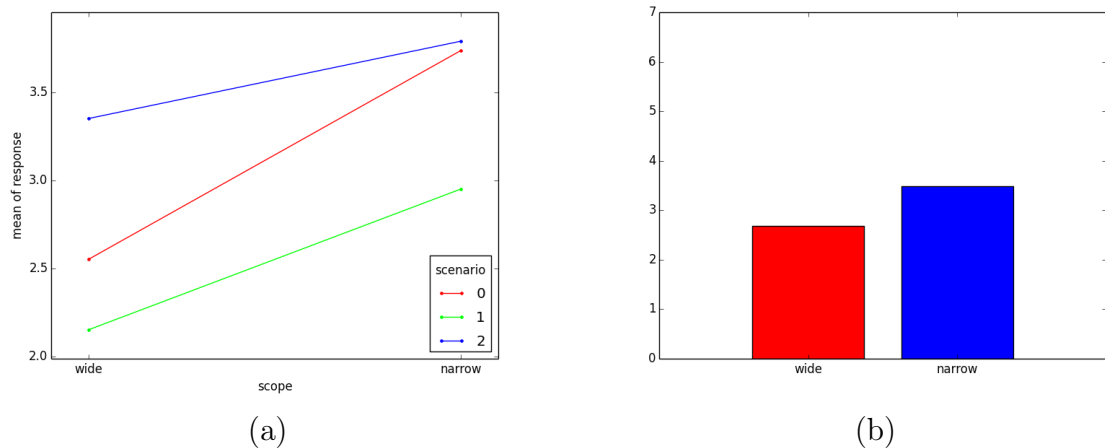 mean of response
3.5
3.0
2.5
2.0
wide
narrow
scope
scenario
0
1
2
(a)
7
6
5
4
3
2
1
0
wide
narrow
(b)